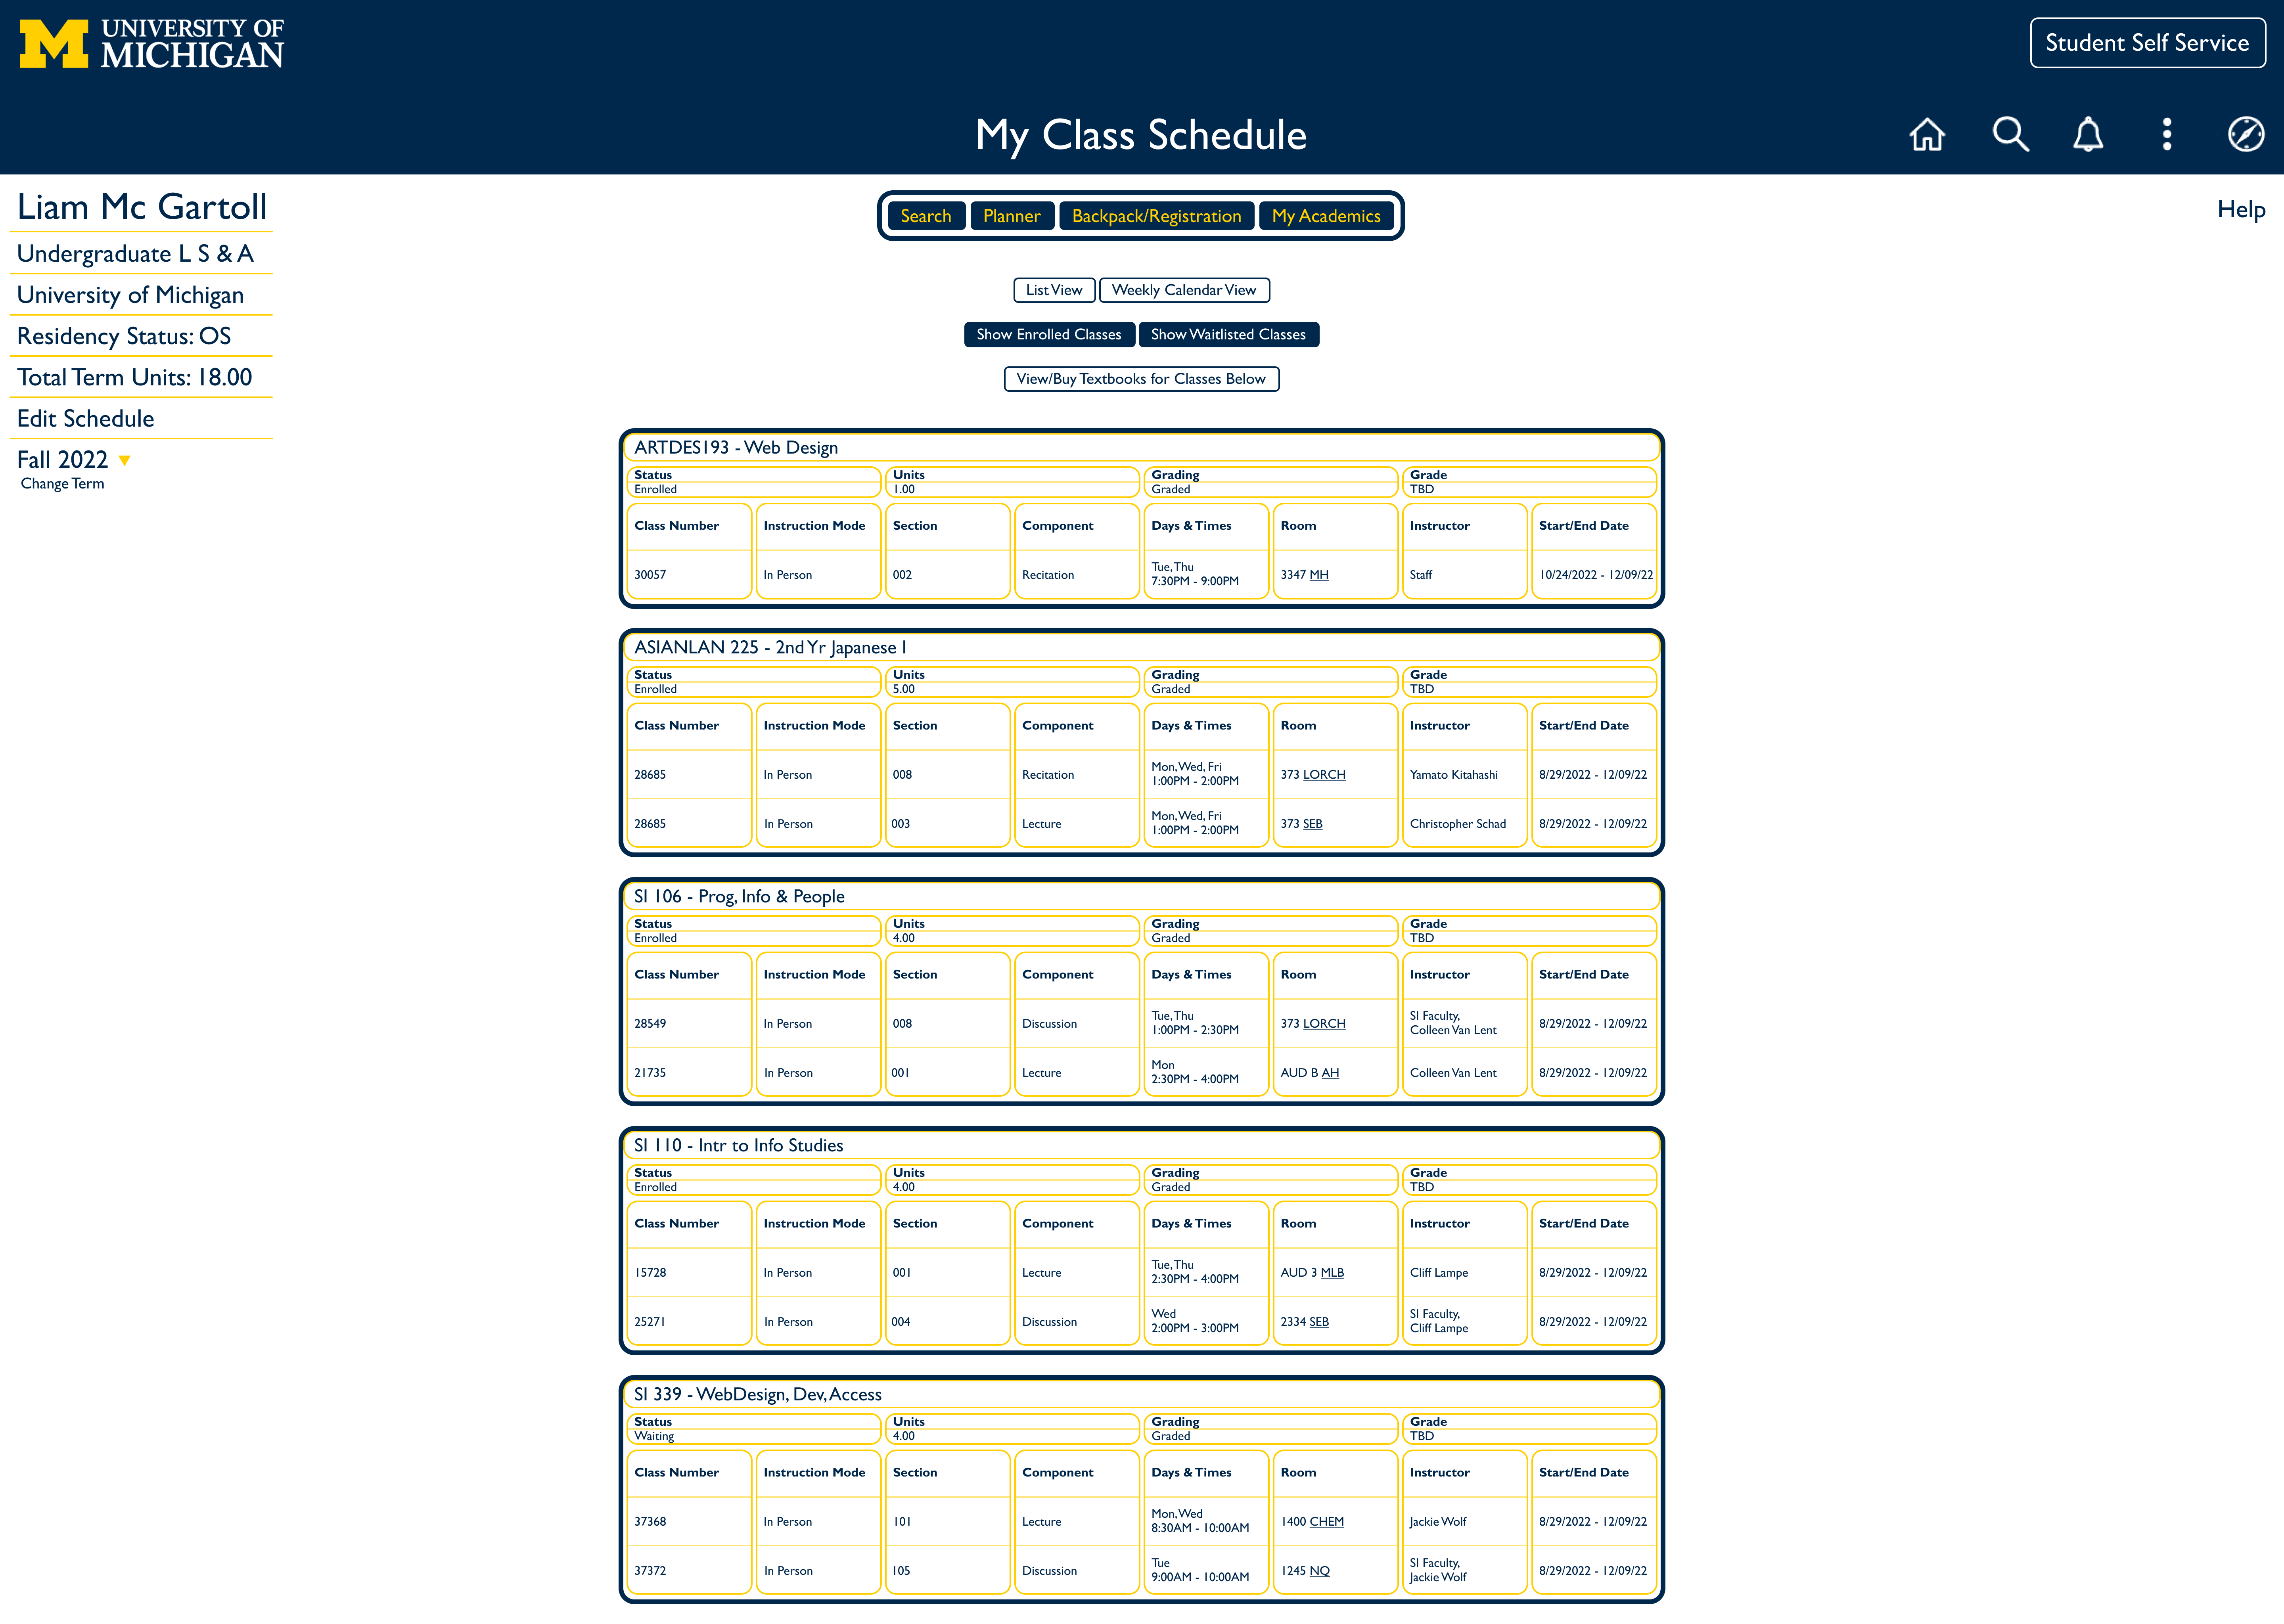 UNIVERSITY OF
MICHIGAN
Student Self Service
My Class Schedule
Liam Mc Gartoll
Undergraduate L S & A
University of Michigan
Residency Status: OS
Total Term Units: 18.00
Edit Schedule
Fall 2022
Change Term
Search Planner Backpack/Registration My Academics
Help
List View Weekly Calendar View
Show Enrolled Classes Show Waitlisted Classes
View/Buy Textbooks for Classes Below
ARTDES193 - Web Design
Status Units Grading Grade
Enrolled 1.00 Graded TBD
Class Number Instruction Mode Section Component Days & Times Room Instructor Start/End Date
30057 In Person 002 Recitation Tue, Thu 7:30PM - 9:00PM 3347 MH Staff 10/24/2022 - 12/09/22
ASIANLAN 225 - 2nd Yr Japanese I
Status Units Grading Grade
Enrolled 5.00 Graded TBD
Class Number Instruction Mode Section Component Days & Times Room Instructor Start/End Date
28685 In Person 008 Recitation Mon, Wed, Fri 1:00PM - 2:00PM 373 LORCH Yamato Kitahashi 8/29/2022 - 12/09/22
28685 In Person 003 Lecture Mon, Wed, Fri 1:00PM - 2:00PM 373 SEB Christopher Schad 8/29/2022 - 12/09/22
SI 106 - Prog, Info & People
Status Units Grading Grade
Enrolled 4.00 Graded TBD
Class Number Instruction Mode Section Component Days & Times Room Instructor Start/End Date
28549 In Person 008 Discussion Tue, Thu 1:00PM - 2:30PM 373 LORCH SI Faculty, Colleen Van Lent 8/29/2022 - 12/09/22
21735 In Person 001 Lecture Mon 2:30PM - 4:00PM AUD B AH Colleen Van Lent 8/29/2022 - 12/09/22
SI 110 - Intr to Info Studies
Status Units Grading Grade
Enrolled 4.00 Graded TBD
Class Number Instruction Mode Section Component Days & Times Room Instructor Start/End Date
15728 In Person 001 Lecture Tue, Thu 2:30PM - 4:00PM AUD 3 MLB Cliff Lampe 8/29/2022 - 12/09/22
25271 In Person 004 Discussion Wed 2:00PM - 3:00PM 2334 SEB SI Faculty, Cliff Lampe 8/29/2022 - 12/09/22
SI 339 - WebDesign, Dev, Access
Status Units Grading Grade
Waiting 4.00 Graded TBD
Class Number Instruction Mode Section Component Days & Times Room Instructor Start/End Date
37368 In Person 101 Lecture Mon, Wed 8:30AM - 10:00AM 1400 CHEM Jackie Wolf 8/29/2022 - 12/09/22
37372 In Person 105 Discussion Tue 9:00AM - 10:00AM 1245 NQ SI Faculty, Jackie Wolf 8/29/2022 - 12/09/22